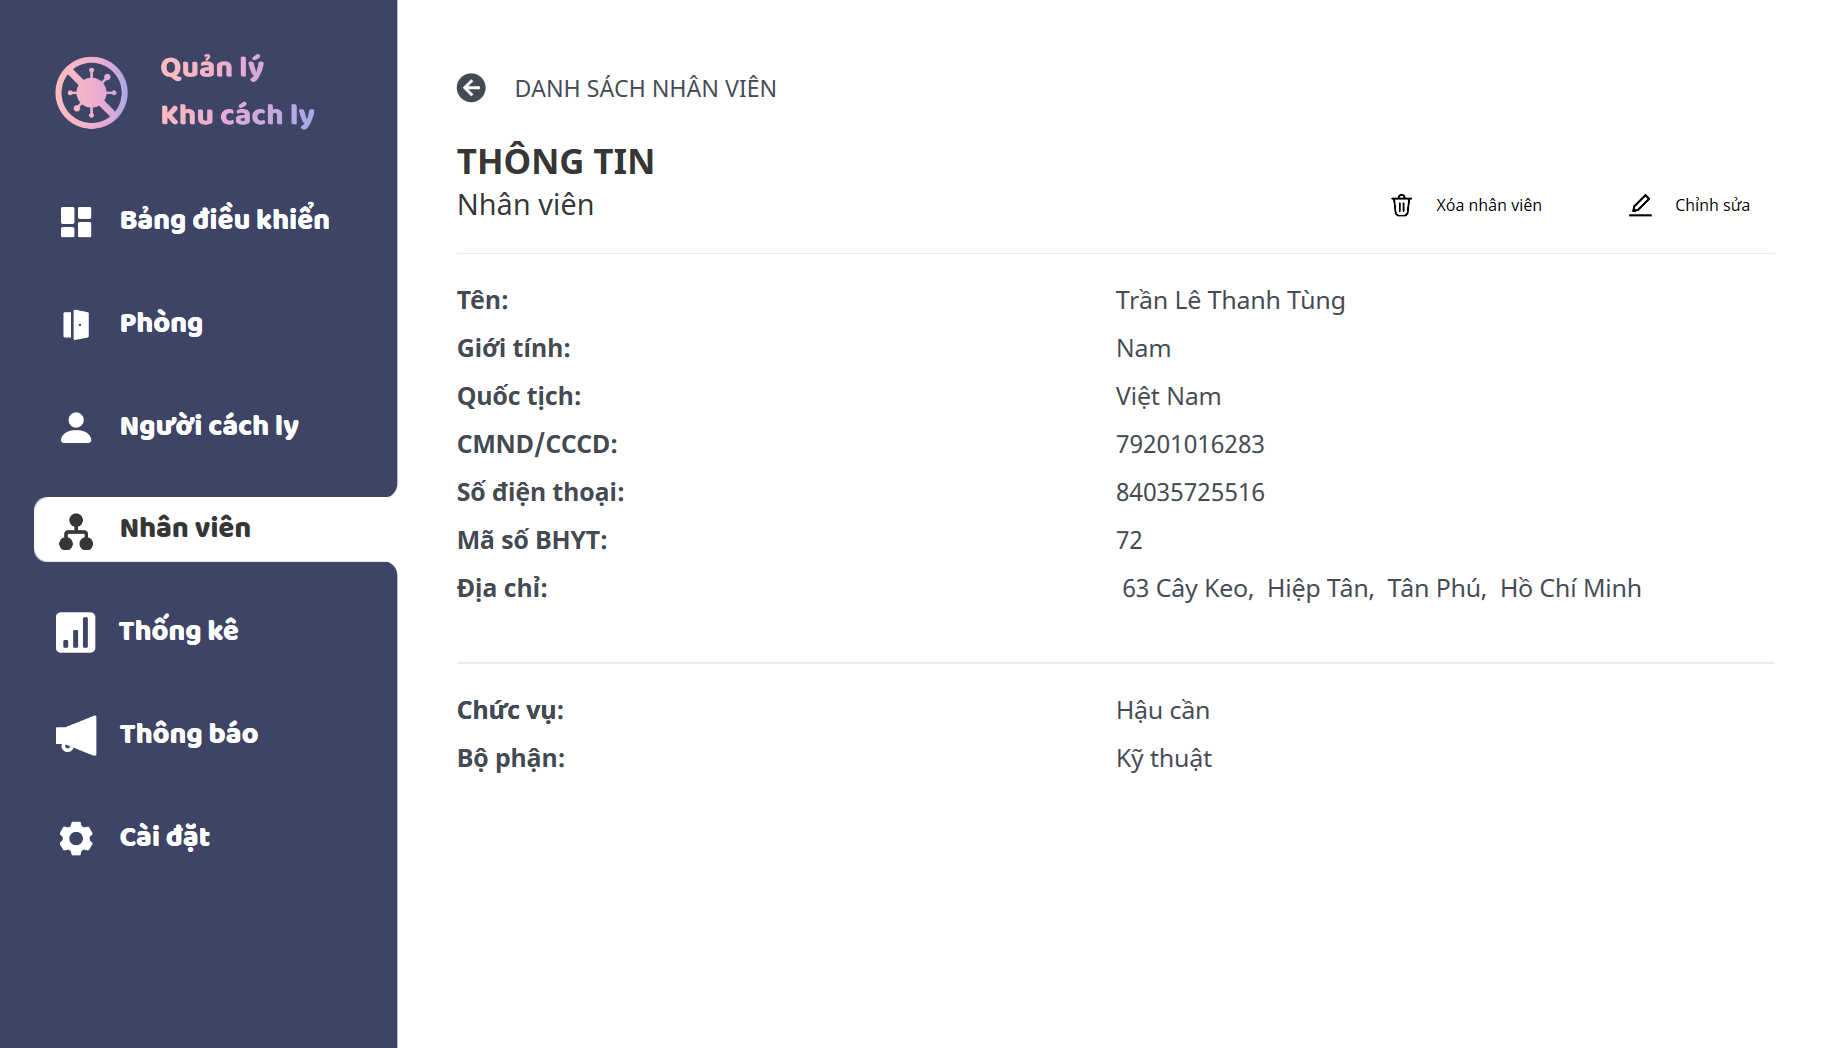 Quản lý
Khu cách ly
Bảng điều khiển
Phòng
Người cách ly
Nhân viên
Thống kê
Thông báo
Cài đặt
DANH SÁCH NHÂN VIÊN
THÔNG TIN
Nhân viên
Xóa nhân viên
Chỉnh sửa
Tên: Trần Lê Thanh Tùng
Giới tính: Nam
Quốc tịch: Việt Nam
CMND/CCCD: 79201016283
Số điện thoại: 84035725516
Mã số BHYT: 72
Địa chỉ: 63 Cây Keo, Hiệp Tân, Tân Phú, Hồ Chí Minh
Chức vụ: Hậu cần
Bộ phận: Kỹ thuật